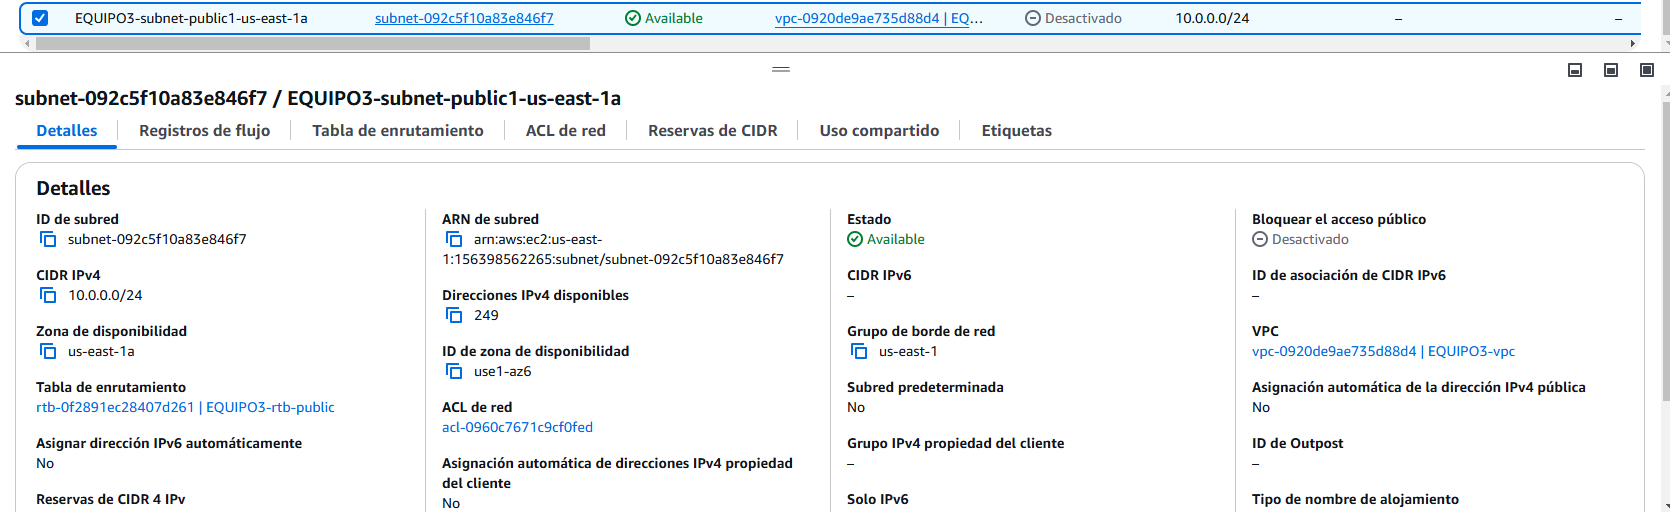 EQUIPO3-subnet-public1-us-east-1a subnet-092c5f10a83e846f7 Available vpc-0920de9ae735d88d4 | EQ... Desactivado 10.0.0.0/24 – –
subnet-092c5f10a83e846f7 / EQUIPO3-subnet-public1-us-east-1a
Detalles Registros de flujo Tabla de enrutamiento ACL de red Reservas de CIDR Uso compartido Etiquetas
Detalles
ID de subred
subnet-092c5f10a83e846f7
CIDR IPv4
10.0.0.0/24
Zona de disponibilidad
us-east-1a
Tabla de enrutamiento
rtb-0f2891ec28407d261 | EQUIPO3-rtb-public
Asignar dirección IPv6 automáticamente
No
Reservas de CIDR 4 IPv
ARN de subred
arn:aws:ec2:us-east-
1:156398562265:subnet/subnet-092c5f10a83e846f7
Direcciones IPv4 disponibles
249
ID de zona de disponibilidad
use1-az6
ACL de red
acl-0960c7671c9cf0fed
Asignación automática de direcciones IPv4 propiedad
del cliente
No
Estado
Available
CIDR IPv6
–
Grupo de borde de red
us-east-1
Subred predeterminada
No
Grupo IPv4 propiedad del cliente
–
Solo IPv6
Bloquear el acceso público
Desactivado
ID de asociación de CIDR IPv6
–
VPC
vpc-0920de9ae735d88d4 | EQUIPO3-vpc
Asignación automática de la dirección IPv4 pública
No
ID de Outpost
–
Tipo de nombre de alojamiento